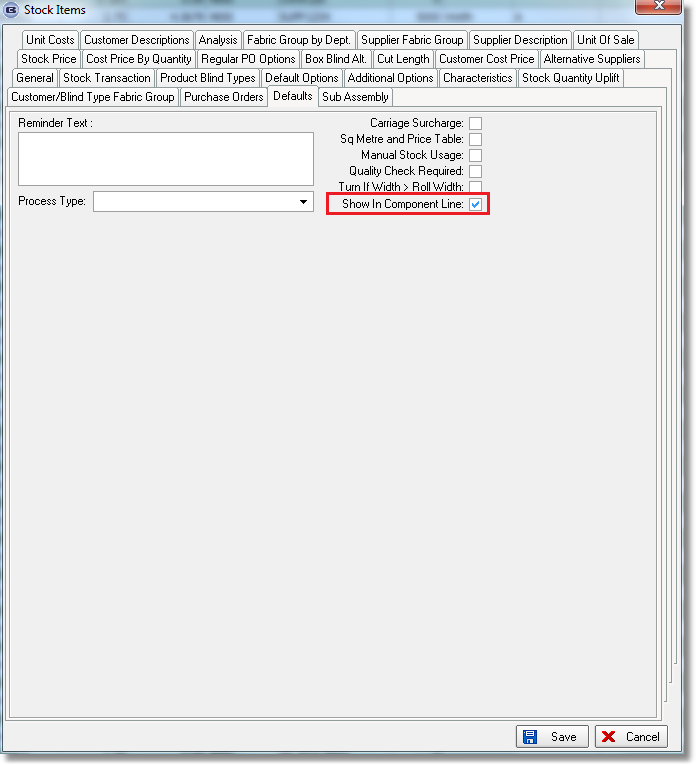 Stock Items
Unit Costs Customer Descriptions Analysis Fabric Group by Dept. Supplier Fabric Group Supplier Description Unit Of Sale
Stock Price Cost Price By Quantity Regular PO Options Box Blind Alt. Cut Length Customer Cost Price Alternative Suppliers
General Stock Transaction Product Blind Types Default Options Additional Options Characteristics Stock Quantity Uplift
Customer/Blind Type Fabric Group Purchase Orders Defaults Sub Assembly
Reminder Text :
Process Type:
Carriage Surcharge:
Sq Metre and Price Table:
Manual Stock Usage:
Quality Check Required:
Turn If Width > Roll Width:
Show In Component Line:
Save Cancel